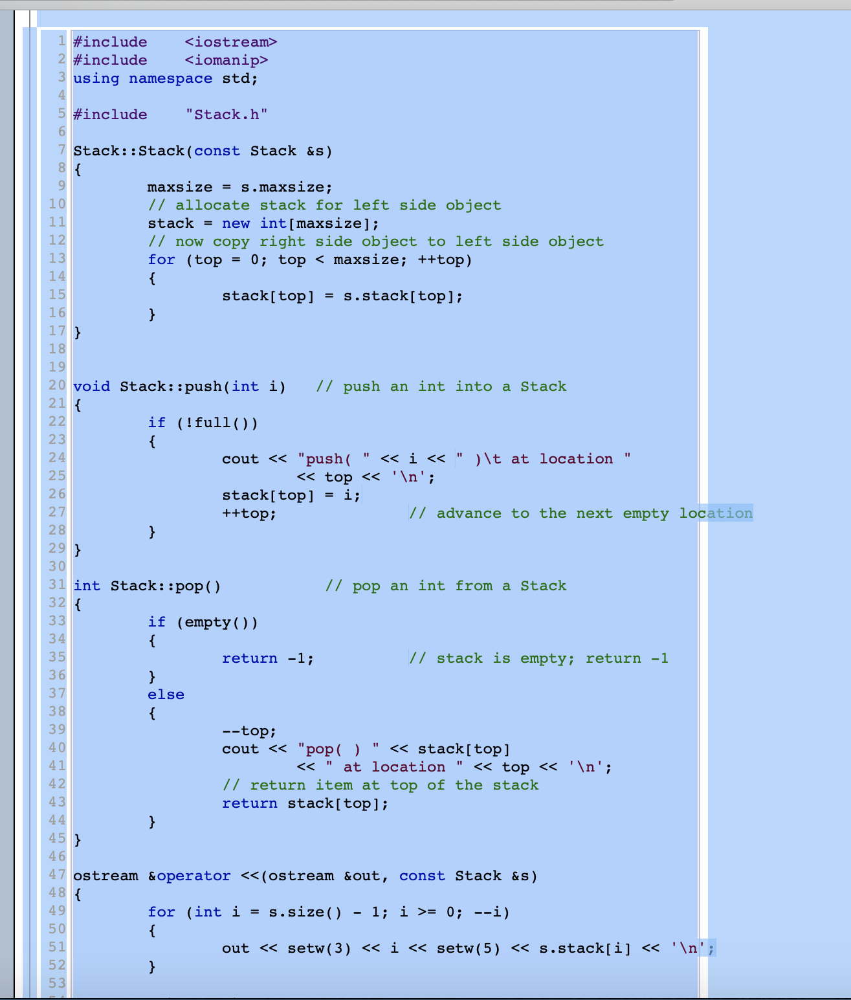 1 #include    <iostream>
2 #include    <iomanip>
3 using namespace std;
4
5 #include    "Stack.h"
6
7 Stack::Stack(const Stack &s)
8 {
9         maxsize = s.maxsize;
10         // allocate stack for left side object
11         stack = new int[maxsize];
12         // now copy right side object to left side object
13         for (top = 0; top < maxsize; ++top)
14         {
15                 stack[top] = s.stack[top];
16         }
17 }
18
19
20 void Stack::push(int i)   // push an int into a Stack
21 {
22         if (!full())
23         {
24                 cout << "push( " << i << " )\t at location "
25                         << top << '\n';
26                 stack[top] = i;
27                 ++top;              // advance to the next empty location
28         }
29 }
30
31 int Stack::pop()           // pop an int from a Stack
32 {
33         if (empty())
34         {
35                 return -1;          // stack is empty; return -1
36         }
37         else
38         {
39                 --top;
40                 cout << "pop( ) " << stack[top]
41                         << " at location " << top << '\n';
42                 // return item at top of the stack
43                 return stack[top];
44         }
45 }
46
47 ostream &operator <<(ostream &out, const Stack &s)
48 {
49         for (int i = s.size() - 1; i >= 0; --i)
50         {
51                 out << setw(3) << i << setw(5) << s.stack[i] << '\n';
52         }
53